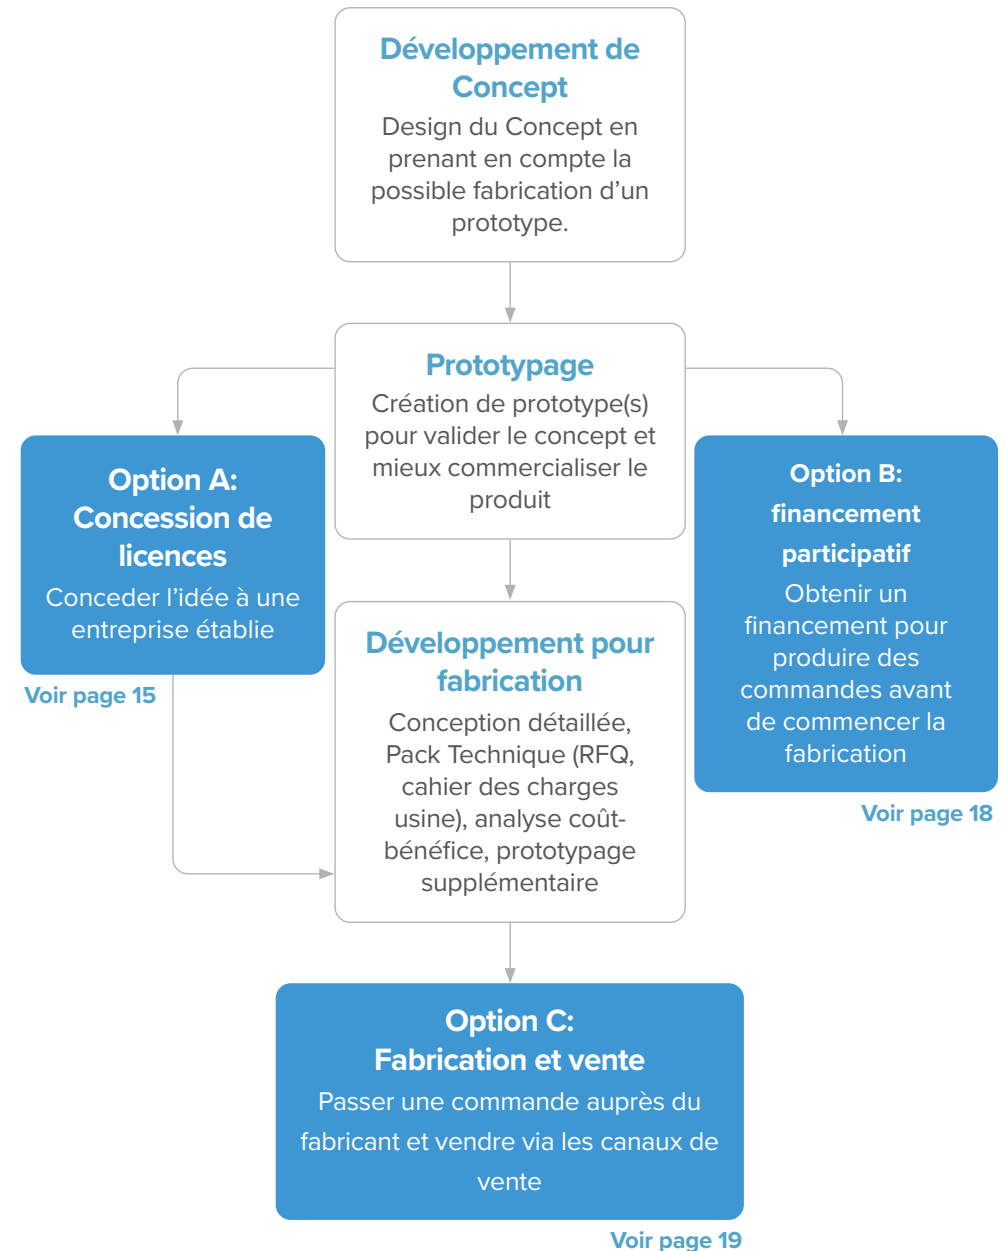 Développement de
Concept
Design du Concept en
prenant en compte la
possible fabrication d’un
prototype.
Prototypage
Création de prototype(s)
pour valider le concept et
mieux commercialiser le
produit
Option A:
Concession de
licences
Conceder l’idée à une
entreprise établie
Voir page 15
Option B:
financement
participatif
Obtenir un
financement pour
produire des
commandes avant
de commencer la
fabrication
Voir page 18
Développement pour
fabrication
Conception détaillée,
Pack Technique (RFQ,
cahier des charges
usine), analyse coût-
bénéfice, prototypage
supplémentaire
Option C:
Fabrication et vente
Passer une commande auprès du
fabricant et vendre via les canaux de
vente
Voir page 19